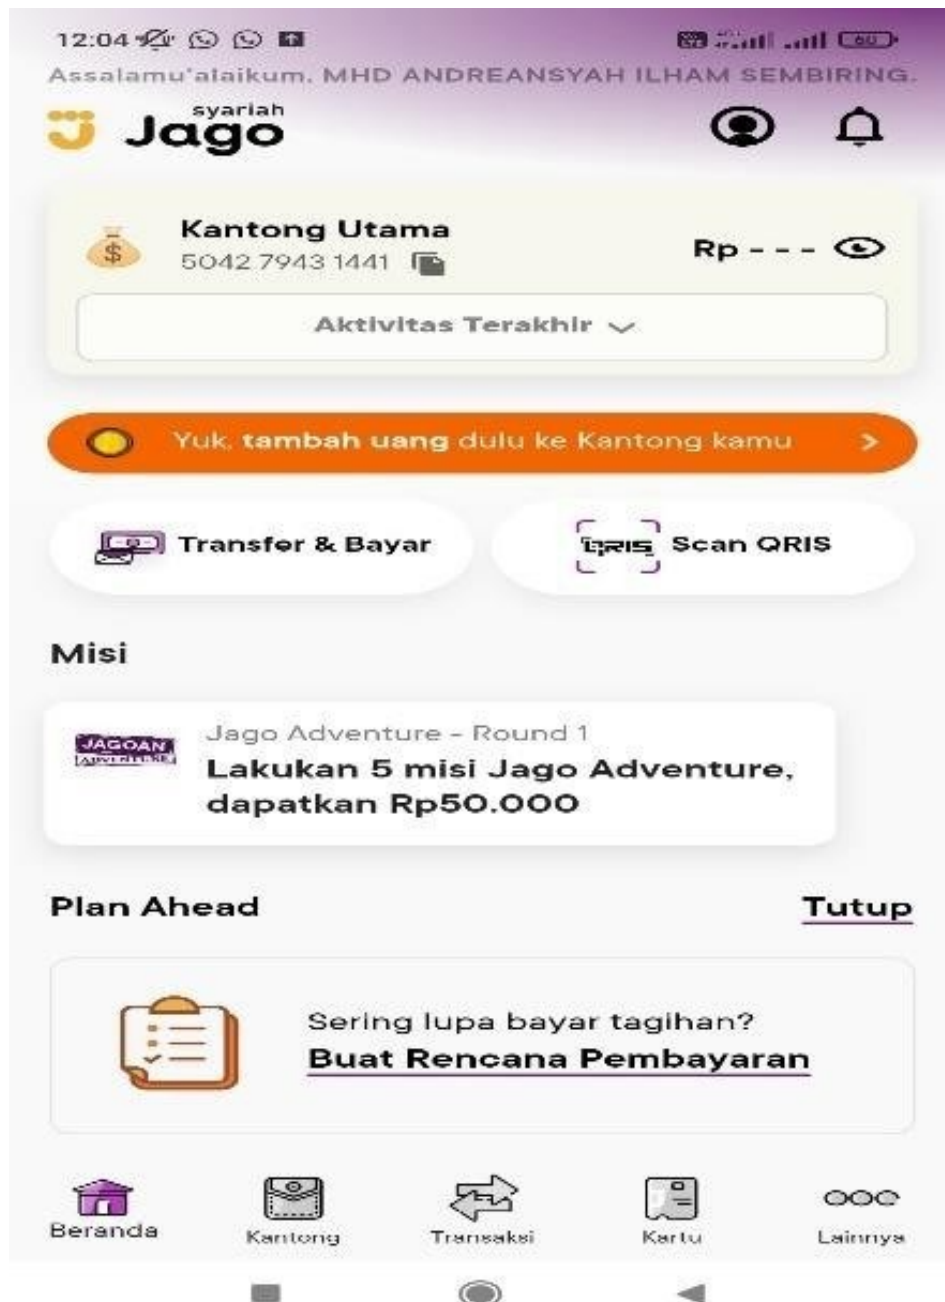 12:04
Assalamu'alaikum, MHD ANDREANSYAH ILHAM SEMBIRING.
syariah
Jago
Kantong Utama
5042 7943 1441
Rp - - -
Aktivitas Terakhir
Yuk, tambah uang dulu ke Kantong kamu >
Transfer & Bayar
QRIS Scan QRIS
Misi
JAGOAN
ADVENTURE
Jago Adventure - Round 1
Lakukan 5 misi Jago Adventure,
dapatkan Rp50.000
Plan Ahead
Tutup
Sering lupa bayar tagihan?
Buat Rencana Pembayaran
Beranda
Kantong
Transaksi
Kartu
Lainnya